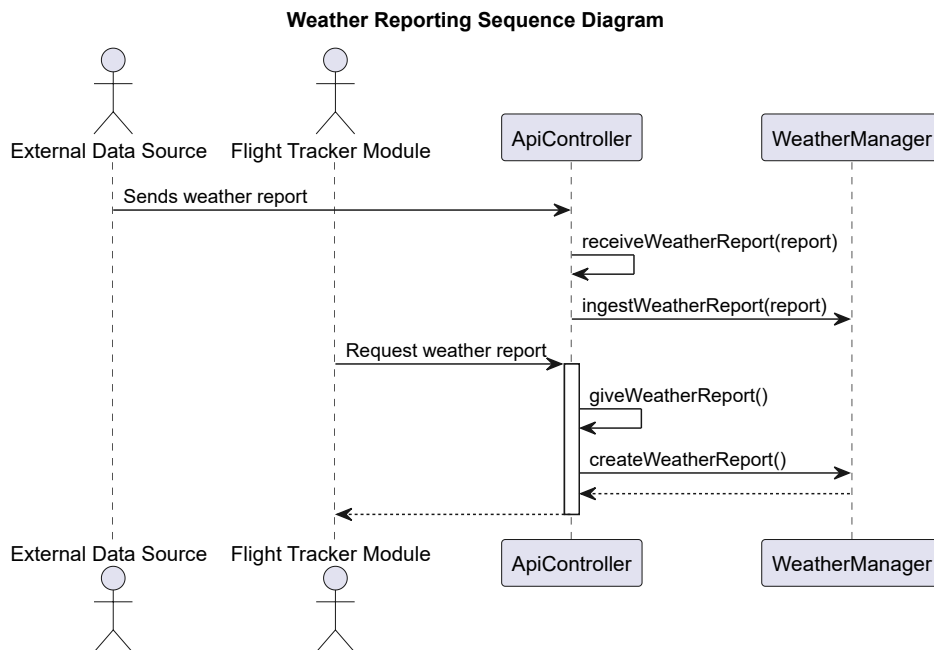 Weather Reporting Sequence Diagram
External Data Source
Flight Tracker Module
ApiController
WeatherManager
Sends weather report
receiveWeatherReport(report)
ingestWeatherReport(report)
Request weather report
giveWeatherReport()
createWeatherReport()
External Data Source
Flight Tracker Module
ApiController
WeatherManager